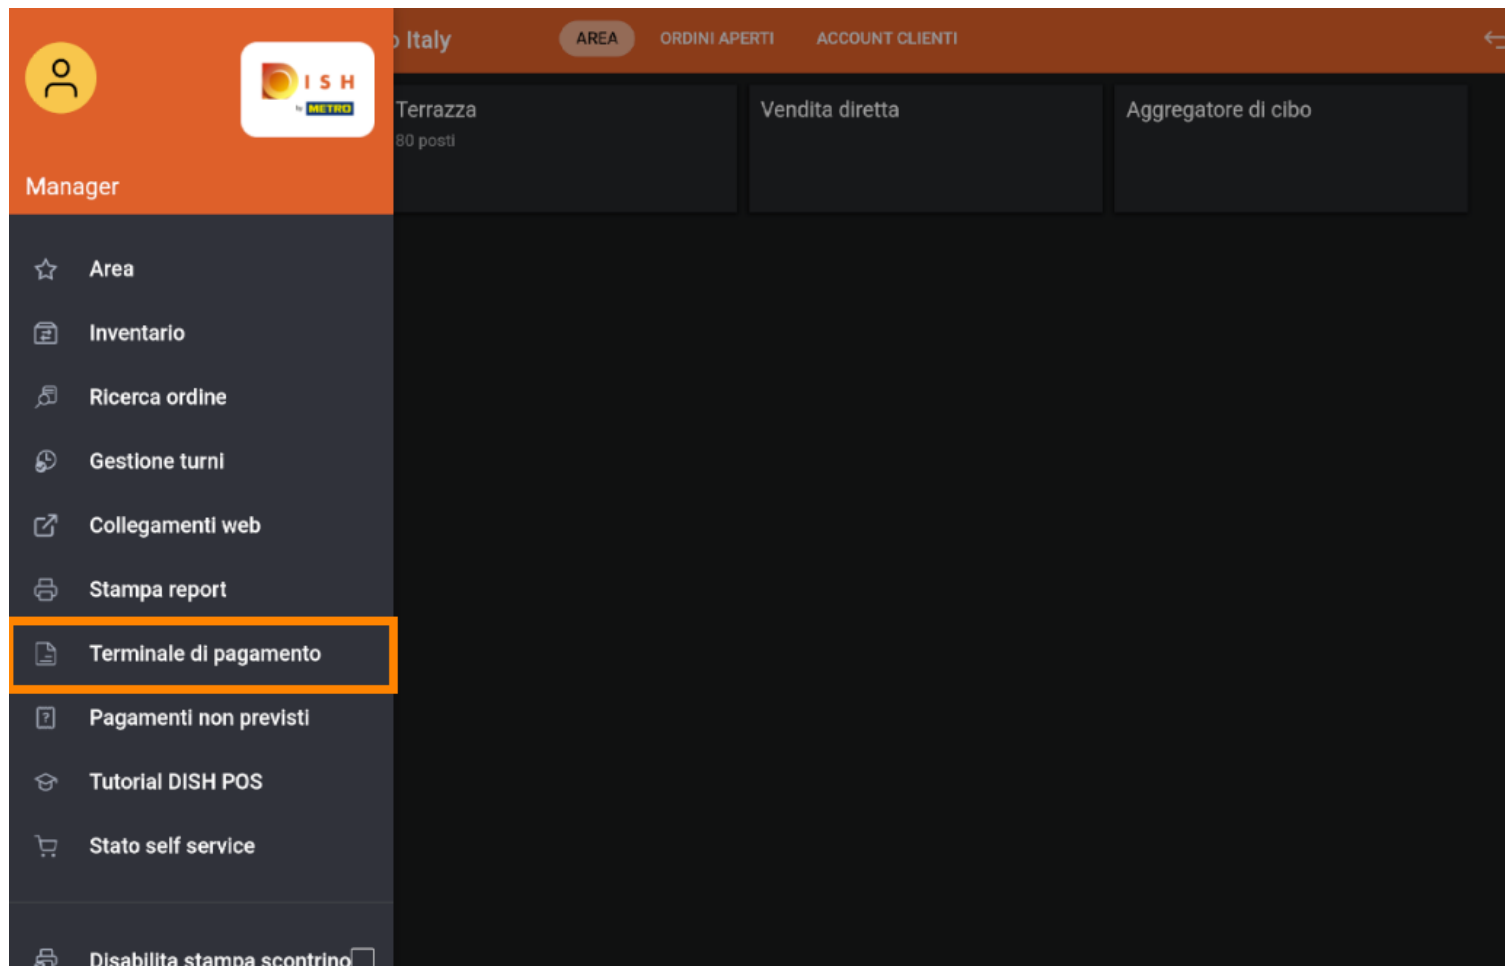 Italy
AREA
ORDINI APERTI
ACCOUNT CLIENTI
DISH
by METRO
Manager
Terrazza
80 posti
Vendita diretta
Aggregatore di cibo
Area
Inventario
Ricerca ordine
Gestione turni
Collegamenti web
Stampa report
Terminale di pagamento
Pagamenti non previsti
Tutorial DISH POS
Stato self service
Disabilita stampa scontrino